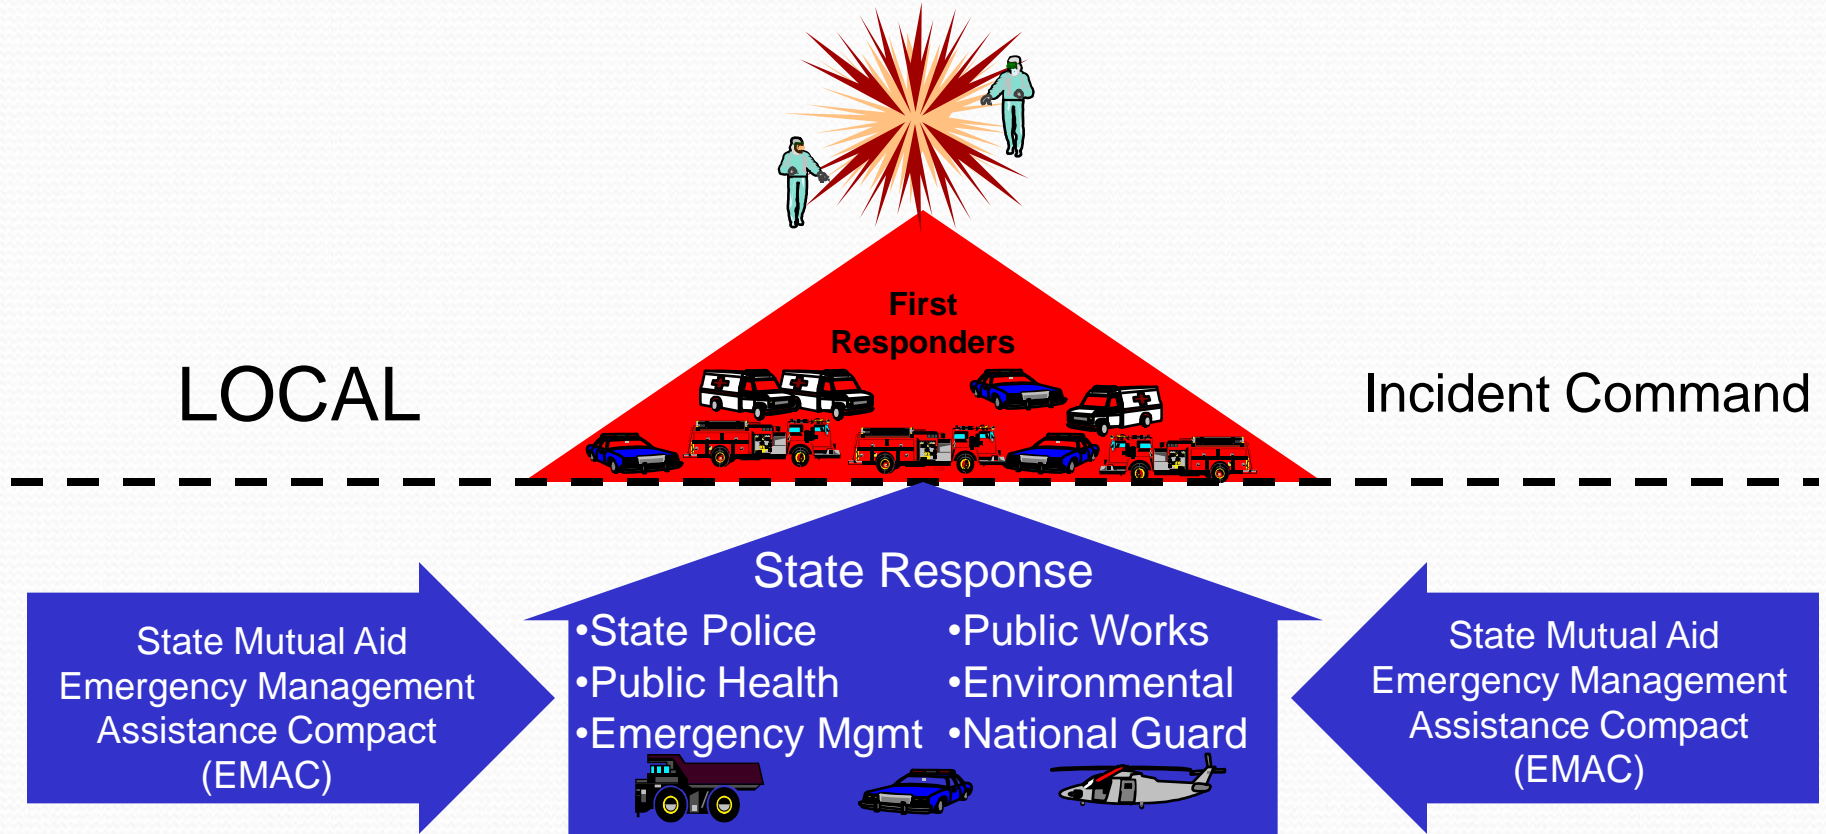 First
Responders
LOCAL
Incident Command
State Response
•State Police
•Public Health
•Emergency Mgmt
•Public Works
•Environmental
•National Guard
State Mutual Aid
Emergency Management
Assistance Compact
(EMAC)
State Mutual Aid
Emergency Management
Assistance Compact
(EMAC)